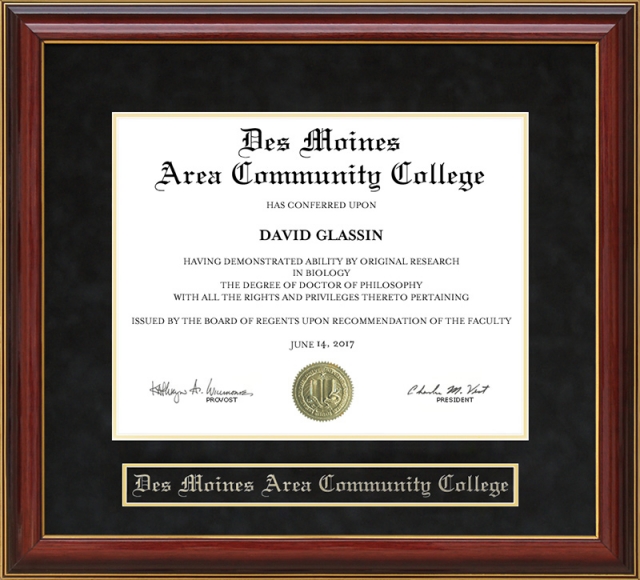 Des Moines
Area Community College
HAS CONFERRED UPON
DAVID GLASSIN
HAVING DEMONSTRATED ABILITY BY ORIGINAL RESEARCH
IN BIOLOGY
THE DEGREE OF DOCTOR OF PHILOSOPHY
WITH ALL THE RIGHTS AND PRIVILEGES THERETO PERTAINING
ISSUED BY THE BOARD OF REGENTS UPON RECOMMENDATION OF THE FACULTY
JUNE 14, 2017
PROVOST
Charles M. Vest
PRESIDENT
Des Moines Area Community College